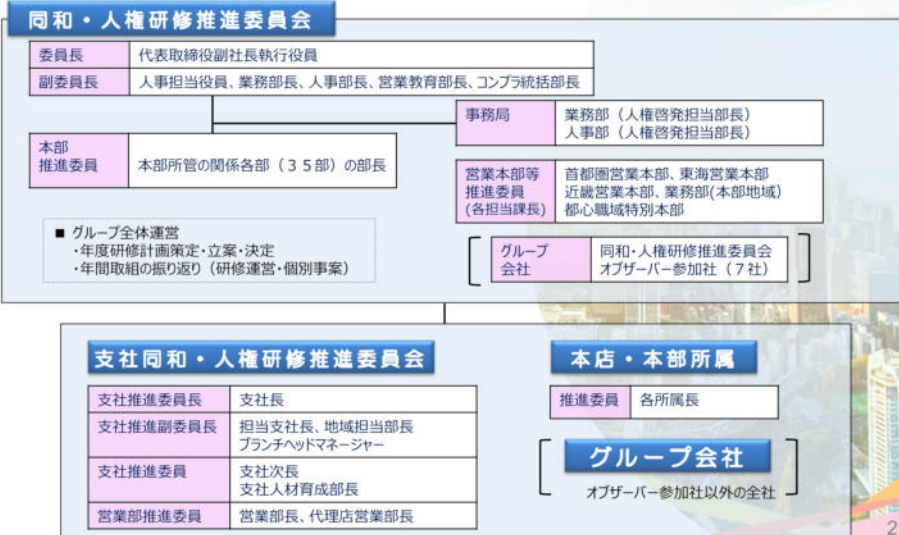 同和・人権研修推進委員会
委員長 代表取締役副社長執行役員
副委員長 人事担当役員、業務部長、人事部長、営業教育部長、コンプラ統括部長
事務局 業務部（人権啓発担当部長）
人事部（人権啓発担当部長）
本部
推進委員 本部所管の関係各部（３５部）の部長
営業本部等
推進委員
(各担当課長)
首都圏営業本部、東海営業本部
近畿営業本部、業務部(本部地域)
都心職域特別本部
■ グループ全体運営
・年度研修計画策定・立案・決定
・年間取組の振り返り（研修運営・個別事案）
グループ
会社
同和・人権研修推進委員会
オブザーバー参加社（７社）
支社同和・人権研修推進委員会
支社推進委員長 支社長
支社推進副委員長 担当支社長、地域担当部長
ブランチヘッドマネージャー
支社推進委員 支社次長
支社人材育成部長
営業部推進委員 営業部長、代理店営業部長
本店・本部所属
推進委員 各所属長
グループ会社
オブザーバー参加社以外の全社
2